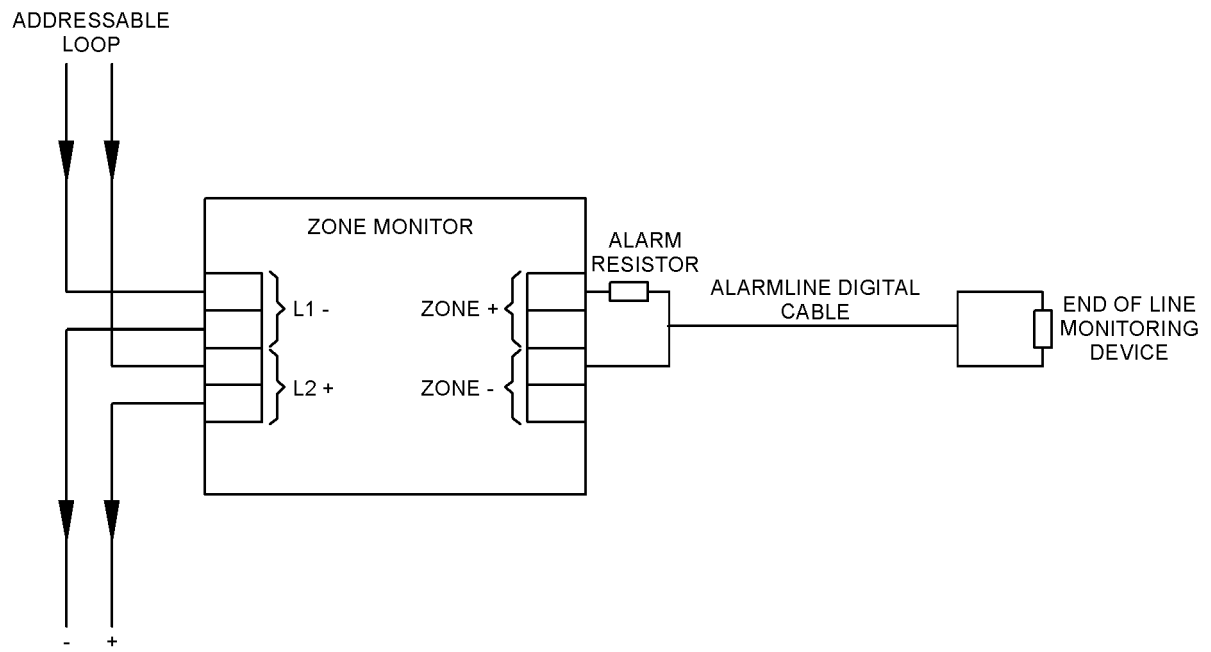 ADDRESSABLE
LOOP
ZONE MONITOR
L1 -
L2 +
ZONE +
ZONE -
ALARM
RESISTOR
ALARMLINE DIGITAL
CABLE
END OF LINE
MONITORING
DEVICE
- +